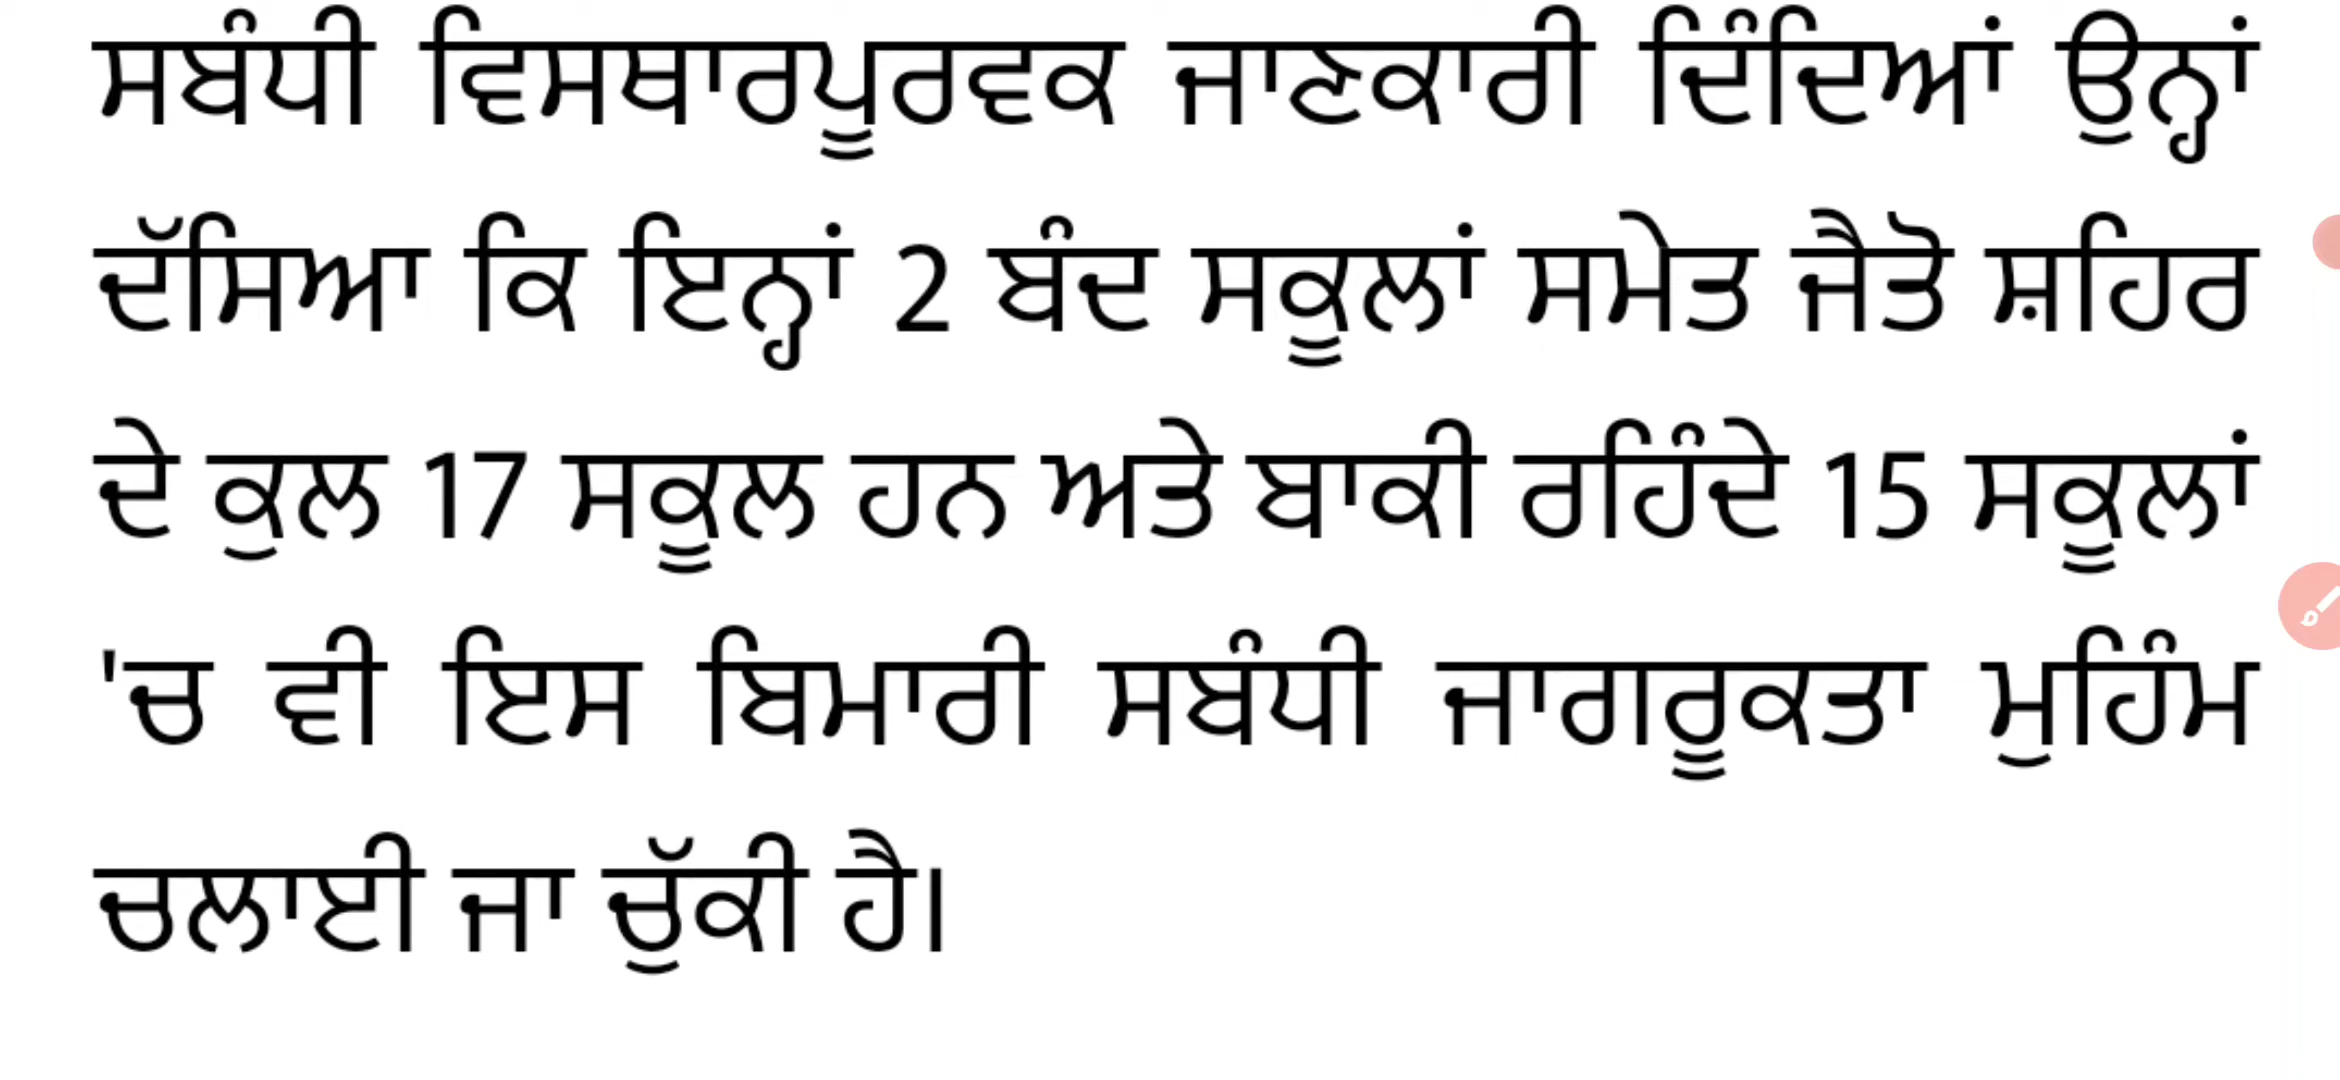 ਸਬੰਧੀ ਵਿਸਥਾਰਪੂਰਵਕ ਜਾਣਕਾਰੀ ਦਿੰਦਿਆਂ ਉਨ੍ਹਾਂ
ਦੱਸਿਆ ਕਿ ਇਨ੍ਹਾਂ 2 ਬੰਦ ਸਕੂਲਾਂ ਸਮੇਤ ਜੈਤੋ ਸ਼ਹਿਰ
ਦੇ ਕੁਲ 17 ਸਕੂਲ ਹਨ ਅਤੇ ਬਾਕੀ ਰਹਿੰਦੇ 15 ਸਕੂਲਾਂ
'ਚ ਵੀ ਇਸ ਬਿਮਾਰੀ ਸਬੰਧੀ ਜਾਗਰੂਕਤਾ ਮੁਹਿੰਮ
ਚਲਾਈ ਜਾ ਚੁੱਕੀ ਹੈ।